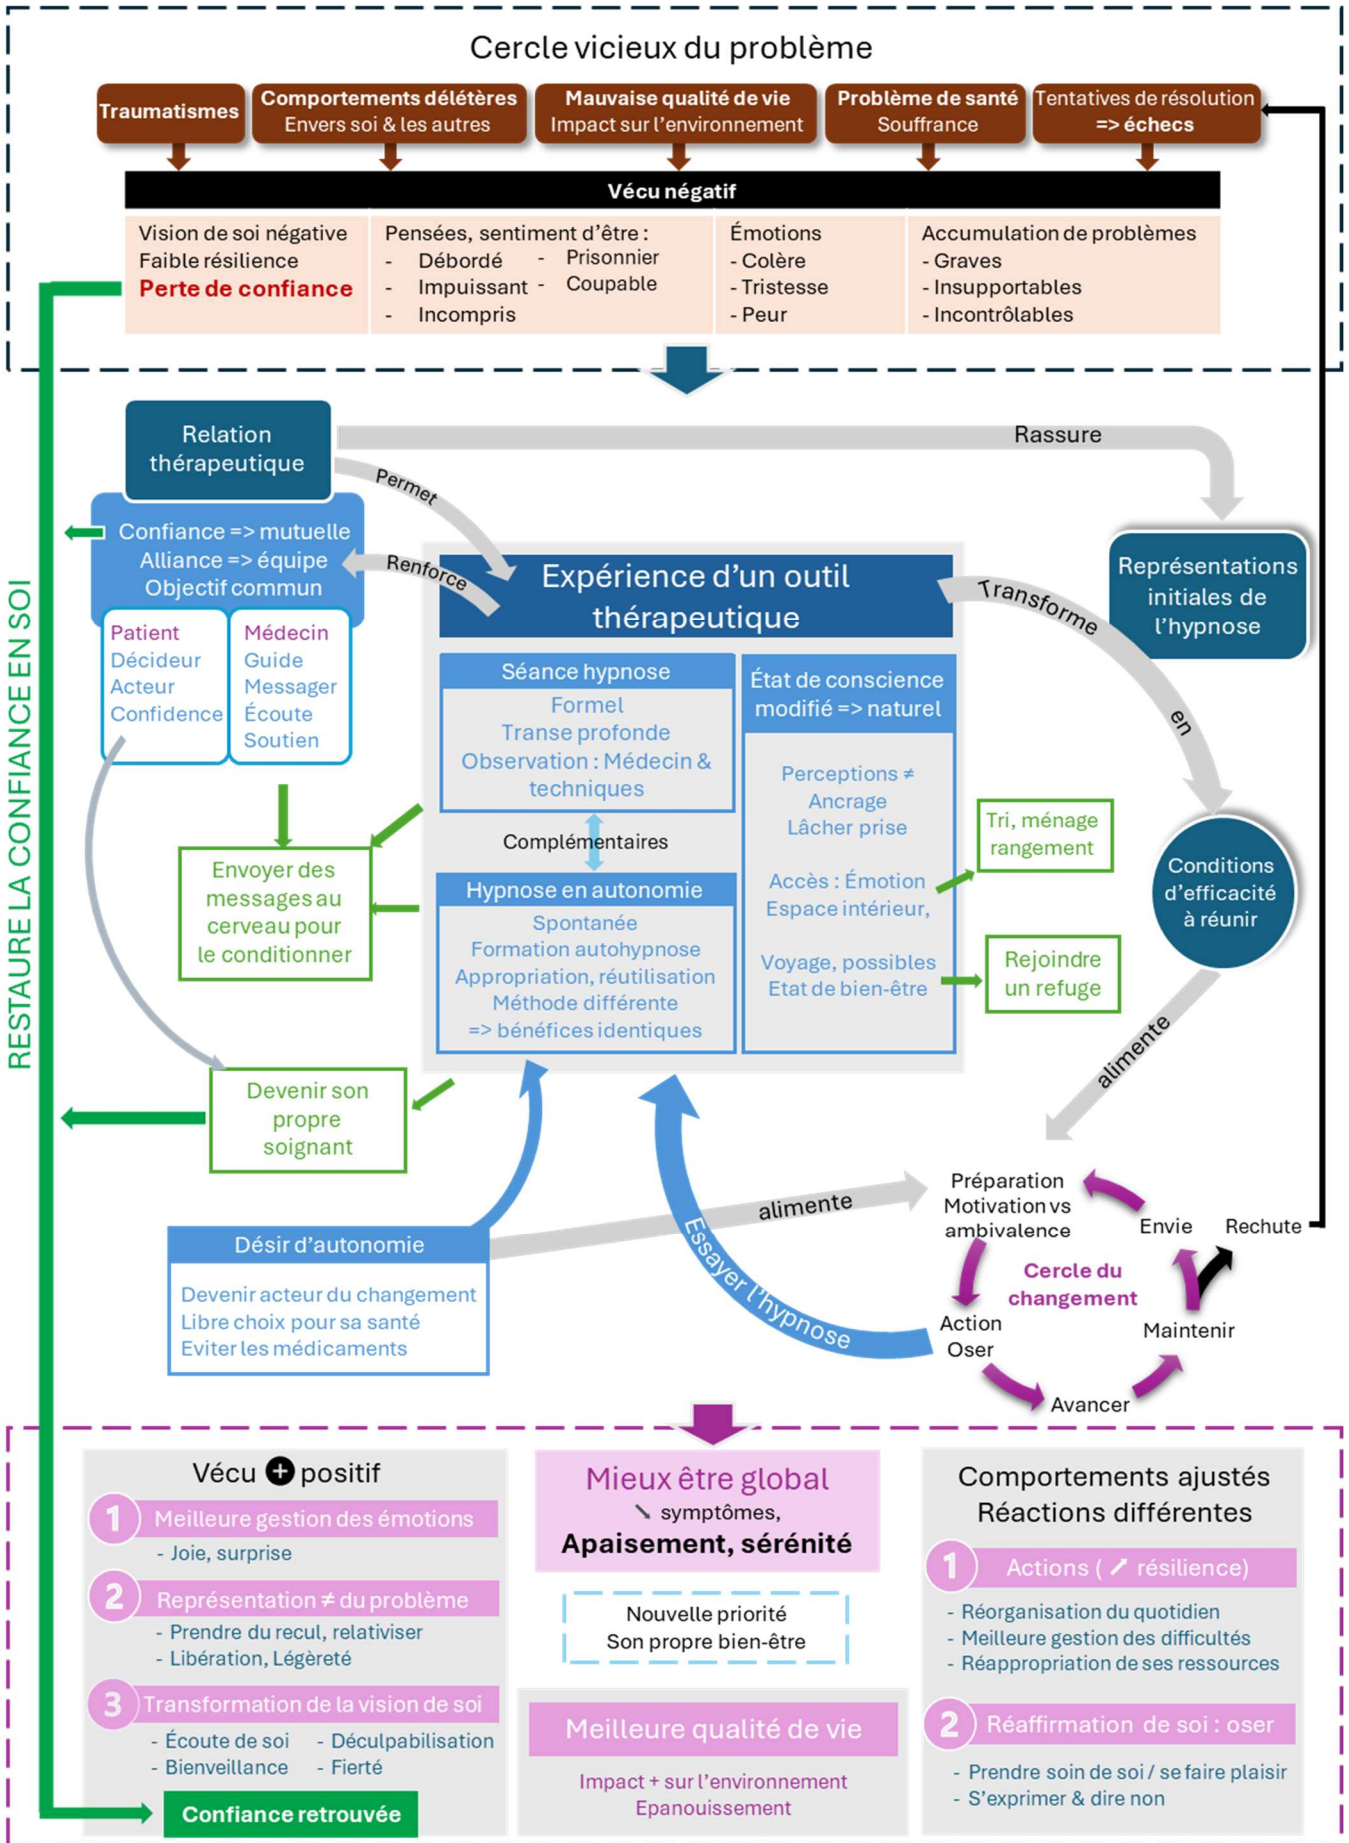 Cercle vicieux du problème
Traumatismes
Comportements délétères
Envers soi & les autres
Mauvaise qualité de vie
Impact sur l'environnement
Problème de santé
Souffrance
Tentatives de résolution
=> échecs
Vécu négatif
Vision de soi négative
Faible résilience
Perte de confiance
Pensées, sentiment d'être :
- Débordé
- Impuissant
- Incompris
- Prisonnier
- Coupable
Émotions
- Colère
- Tristesse
- Peur
Accumulation de problèmes
- Graves
- Insupportables
- Incontrôlables
RESTAURE LA CONFIANCE EN SOI
Relation
thérapeutique
Rassure
Permet
Renforce
Confiance => mutuelle
Alliance => équipe
Objectif commun
Patient
Décideur
Acteur
Confidence
Médecin
Guide
Messager
Écoute
Soutien
Expérience d'un outil
thérapeutique
Transforme
en
Représentations
initiales de
l'hypnose
Séance hypnose
Formel
Transe profonde
Observation : Médecin &
techniques
Complémentaires
Hypnose en autonomie
Spontanée
Formation autohypnose
Appropriation, réutilisation
Méthode différente
=> bénéfices identiques
État de conscience
modifié => naturel
Perceptions ≠
Ancrage
Lâcher prise
Accès : Émotion
Espace intérieur,
Voyage, possibles
Etat de bien-être
Tri, ménage
rangement
Rejoindre
un refuge
Conditions
d'efficacité
à réunir
alimente
Envoyer des
messages au
cerveau pour
le conditionner
Devenir son
propre
soignant
Désir d'autonomie
Devenir acteur du changement
Libre choix pour sa santé
Eviter les médicaments
alimente
Essayer l'hypnose
Préparation
Motivation vs
ambivalence
Envie
Rechute
Cercle du
changement
Action
Oser
Maintenir
Avancer
Vécu + positif
1 Meilleure gestion des émotions
- Joie, surprise
2 Représentation ≠ du problème
- Prendre du recul, relativiser
- Libération, Légèreté
3 Transformation de la vision de soi
- Écoute de soi
- Bienveillance
- Déculpabilisation
- Fierté
Confiance retrouvée
Mieux être global
➘ symptômes,
Apaisement, sérénité
Nouvelle priorité
Son propre bien-être
Meilleure qualité de vie
Impact + sur l'environnement
Epanouissement
Comportements ajustés
Réactions différentes
1 Actions ( ➚ résilience)
- Réorganisation du quotidien
- Meilleure gestion des difficultés
- Réappropriation de ses ressources
2 Réaffirmation de soi : oser
- Prendre soin de soi / se faire plaisir
- S'exprimer & dire non